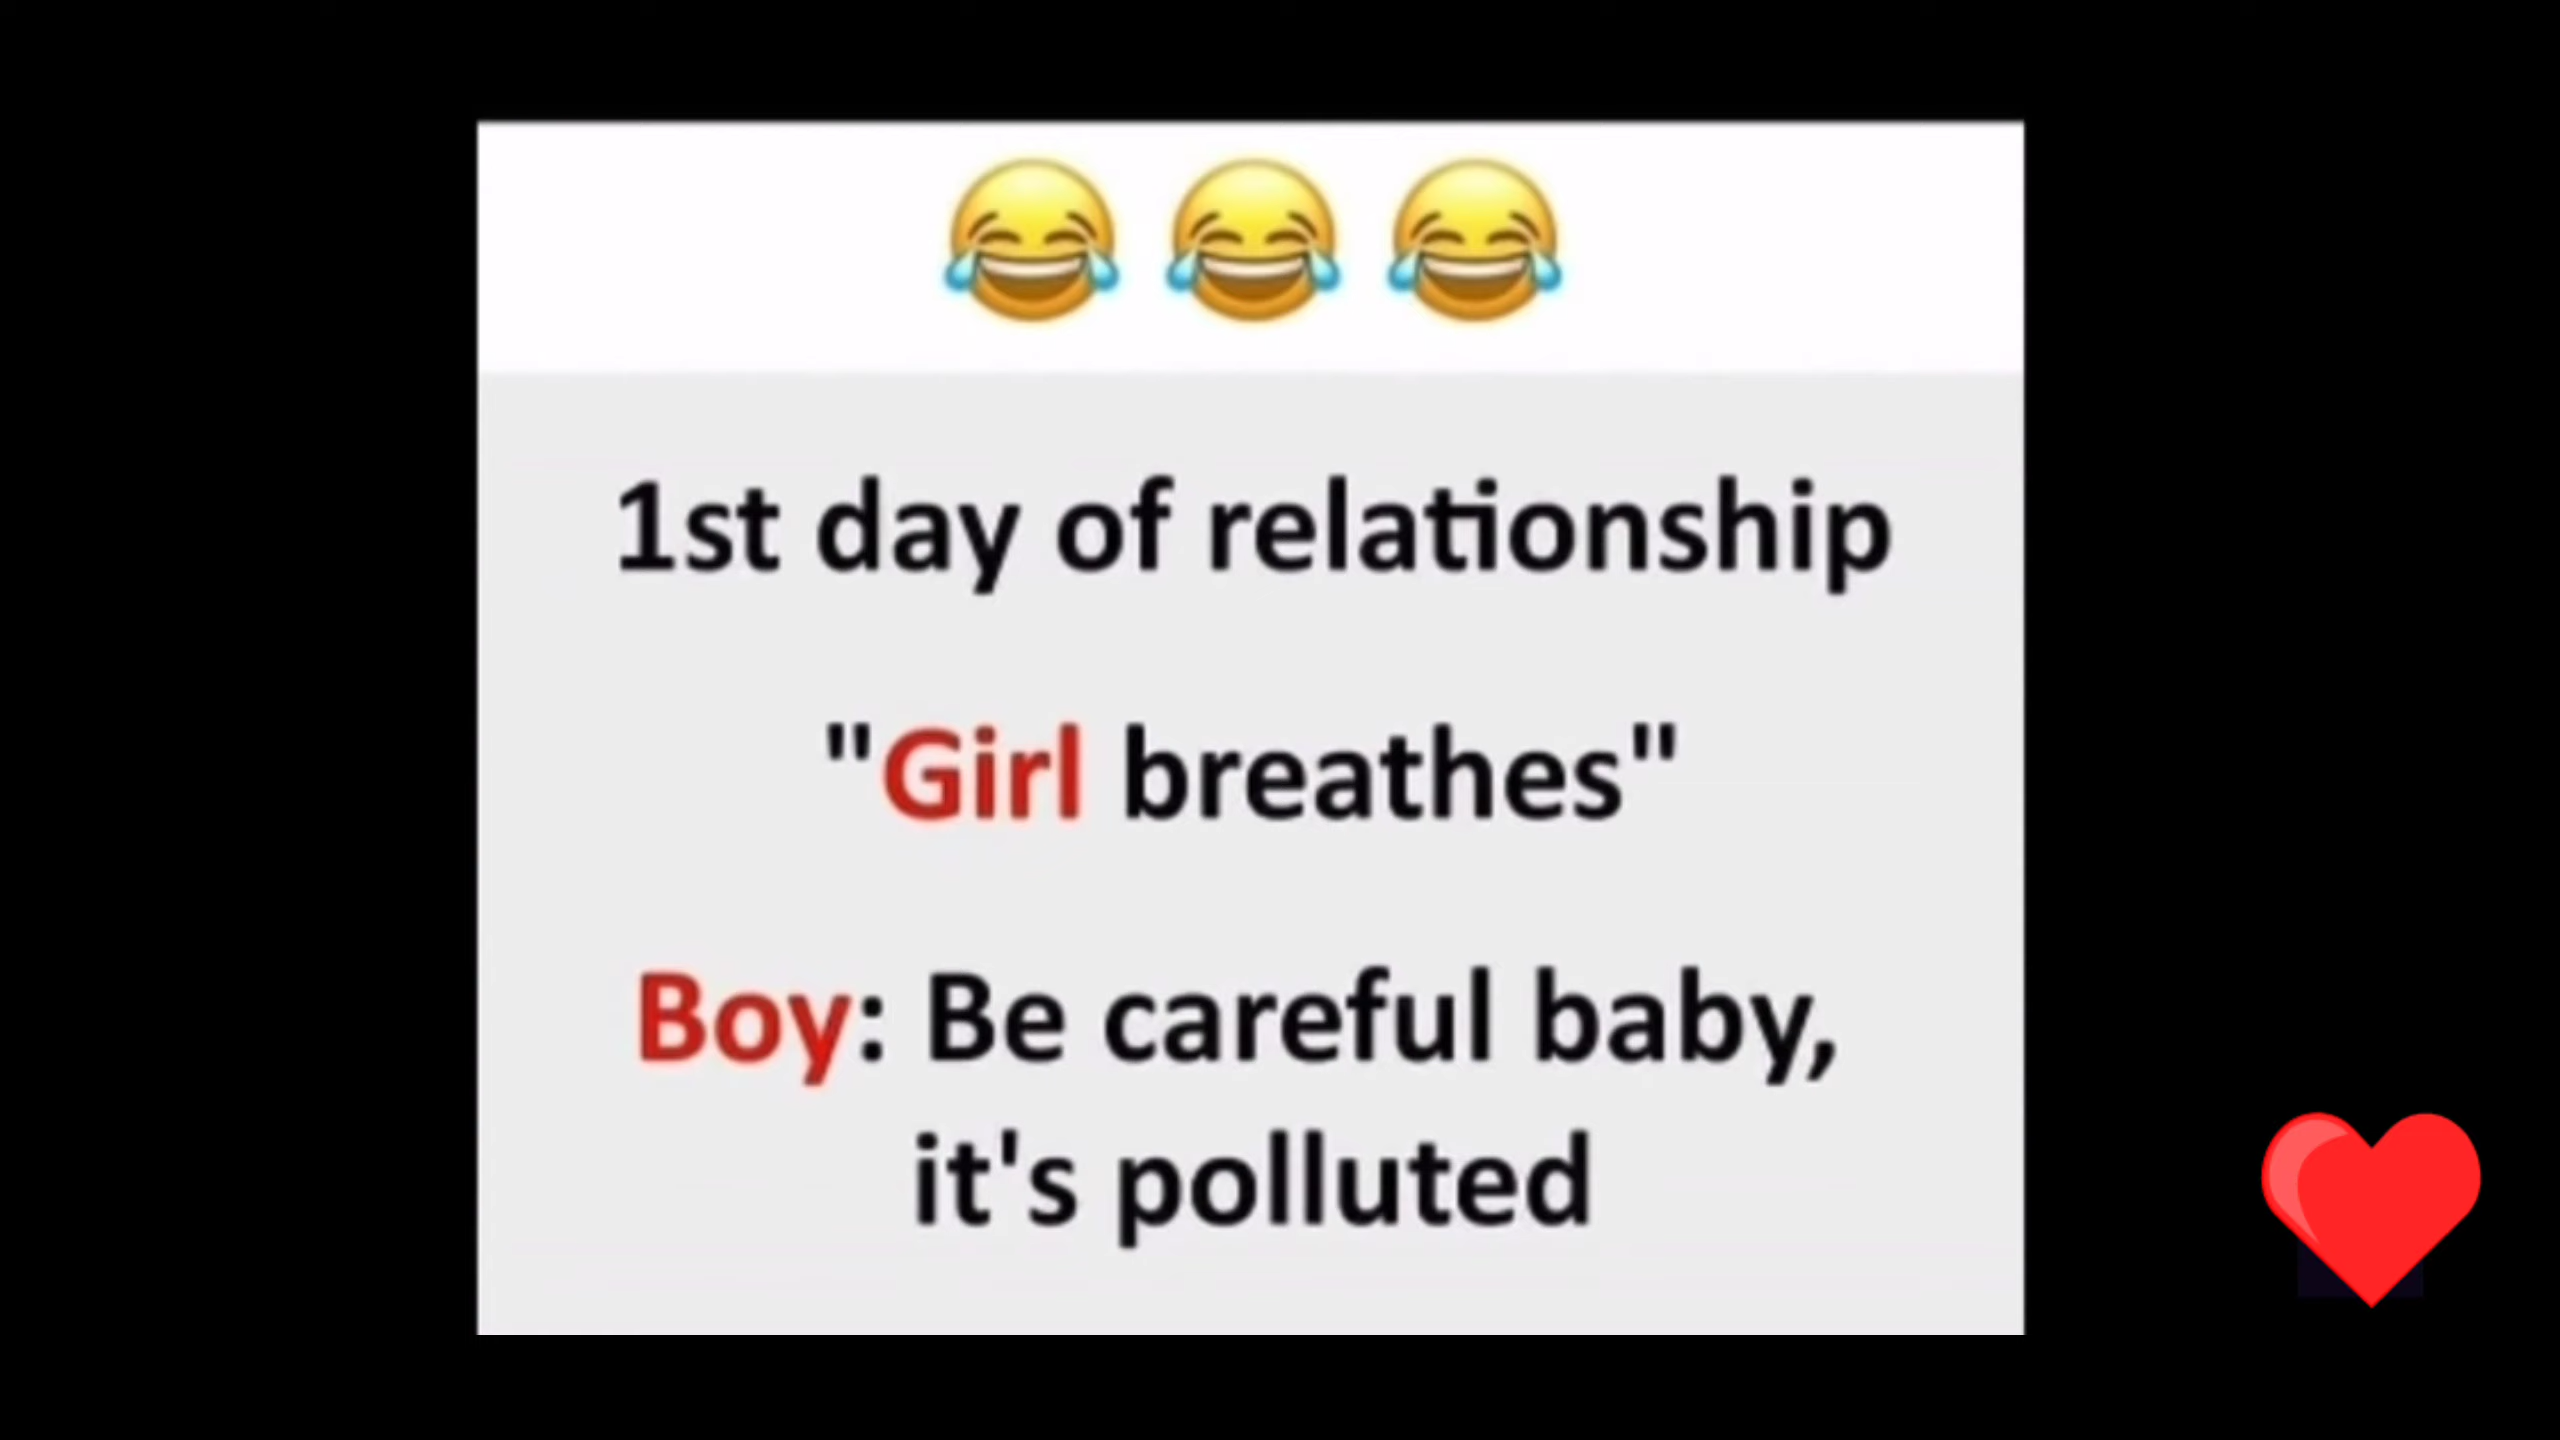 😂 😂 😂
1st day of relationship
"Girl breathes"
Boy: Be careful baby,
it's polluted